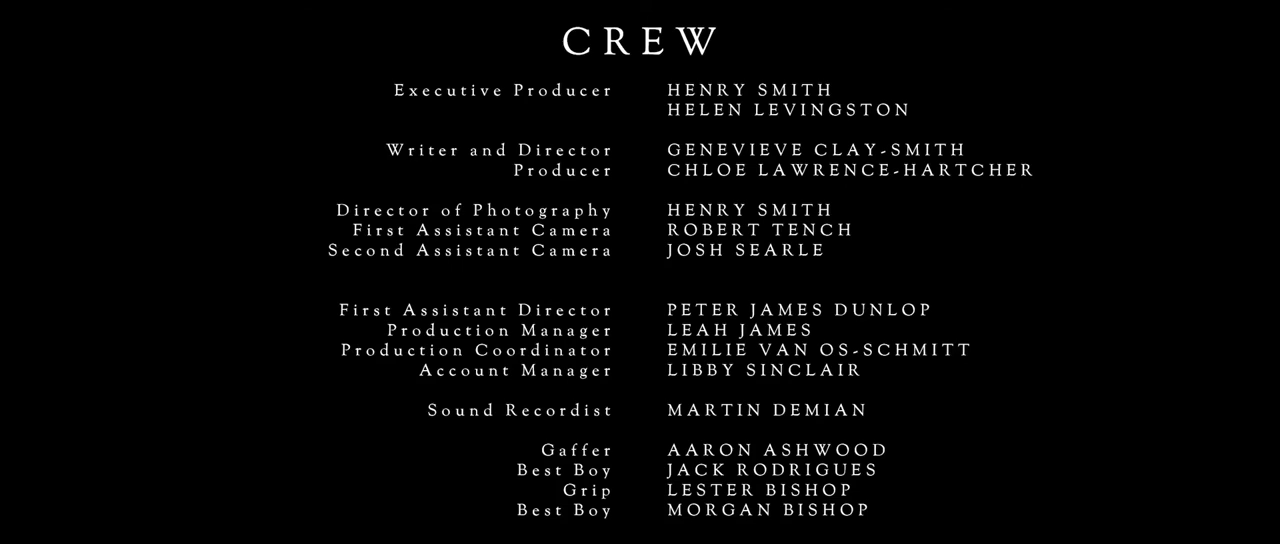 CREW
Executive Producer HENRY SMITH
HELEN LEVINGSTON
Writer and Director GENEVIEVE CLAY-SMITH
Producer CHLOE LAWRENCE-HARTCHER
Director of Photography HENRY SMITH
First Assistant Camera ROBERT TENCH
Second Assistant Camera JOSH SEARLE
First Assistant Director PETER JAMES DUNLOP
Production Manager LEAH JAMES
Production Coordinator EMILIE VAN OS-SCHMITT
Account Manager LIBBY SINCLAIR
Sound Recordist MARTIN DEMIAN
Gaffer AARON ASHWOOD
Best Boy JACK RODRIGUES
Grip LESTER BISHOP
Best Boy MORGAN BISHOP